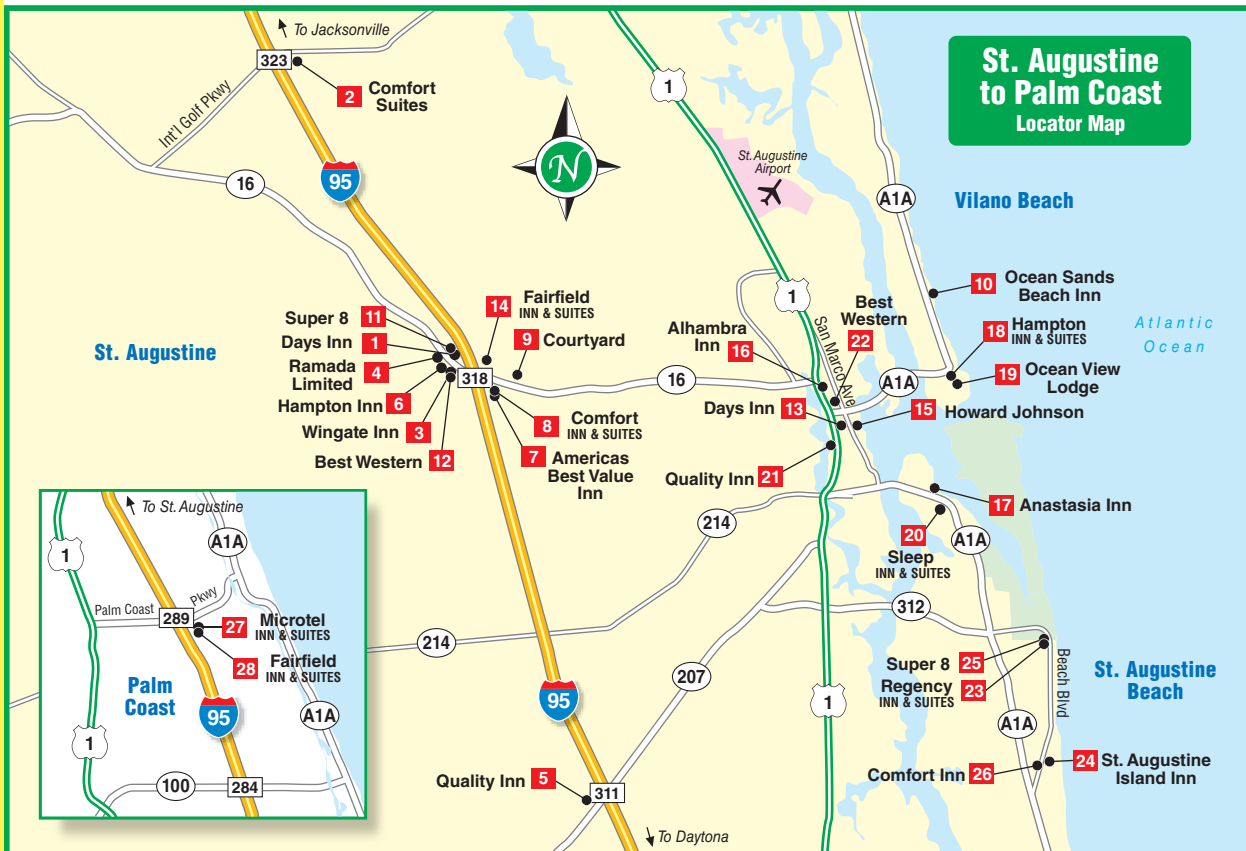 To Jacksonville
323
2 Comfort
Suites
Int'l Golf Pkwy
16
95
N
1
St. Augustine
to Palm Coast
Locator Map
St. Augustine
Airport
A1A
Vilano Beach
10 Ocean Sands
Beach Inn
Atlantic
Ocean
18 Hampton
INN & SUITES
19 Ocean View
Lodge
St. Augustine
Super 8 11
Days Inn 1
Ramada
Limited 4
Hampton Inn 6
Wingate Inn 3
Best Western 12
318
14 Fairfield
INN & SUITES
9 Courtyard
8 Comfort
INN & SUITES
7 Americas
Best Value
Inn
16
1
San Marco Ave
Alhambra
Inn
16
Best
Western
22
A1A
Days Inn 13
15 Howard Johnson
Quality Inn 21
17 Anastasia Inn
20
Sleep
INN & SUITES
A1A
214
214
312
207
95
1
Super 8 25
Regency
INN & SUITES 23
Beach Blvd
St. Augustine
Beach
A1A
Comfort Inn 26
24 St. Augustine
Island Inn
Quality Inn 5
311
To Daytona
To St. Augustine
1
A1A
Palm Coast Pkwy
289
27 Microtel
INN & SUITES
28 Fairfield
INN & SUITES
Palm
Coast
95
A1A
1
100
284